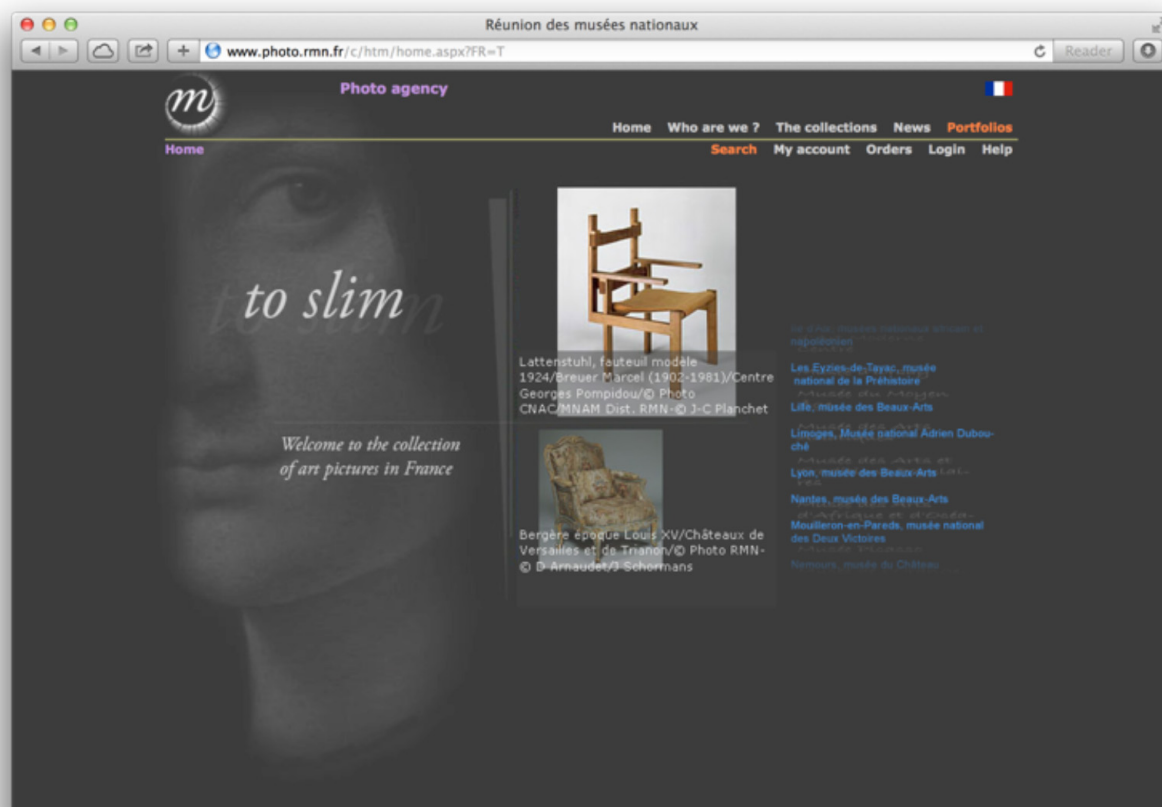 Réunion des musées nationaux
www.photo.rmn.fr/c/htm/home.aspx?FR=T
Reader
m
Photo agency
Home Who are we ? The collections News Portfolios
Home
Search My account Orders Login Help
to slim
Welcome to the collection
of art pictures in France
Lattenstuhl, fauteuil modèle
1924/Breuer Marcel (1902-1981)/Centre
Georges Pompidou/© Photo
CNAC/MNAM Dist. RMN-© J-C Planchet
Bergère époque Louis XV/Châteaux de
Versailles et de Trianon/© Photo RMN-
© D Arnaudet/J Schormans
napoléonien
Les Eyzies-de-Tayac, musée
national de la Préhistoire
Lille, musée des Beaux-Arts
Limoges, Musée national Adrien Dubou-
ché
Lyon, musée des Beaux-Arts
Nantes, musée des Beaux-Arts
Mouilleron-en-Pareds, musée national
des Deux Victoires
Nemours, musée du Château